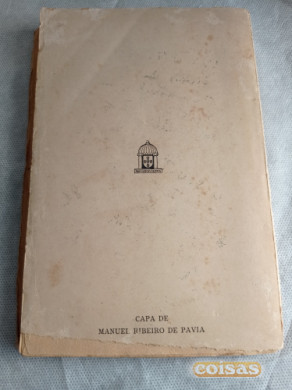 CAPA DE
MANUEL RIBEIRO DE PAVIA
coisas